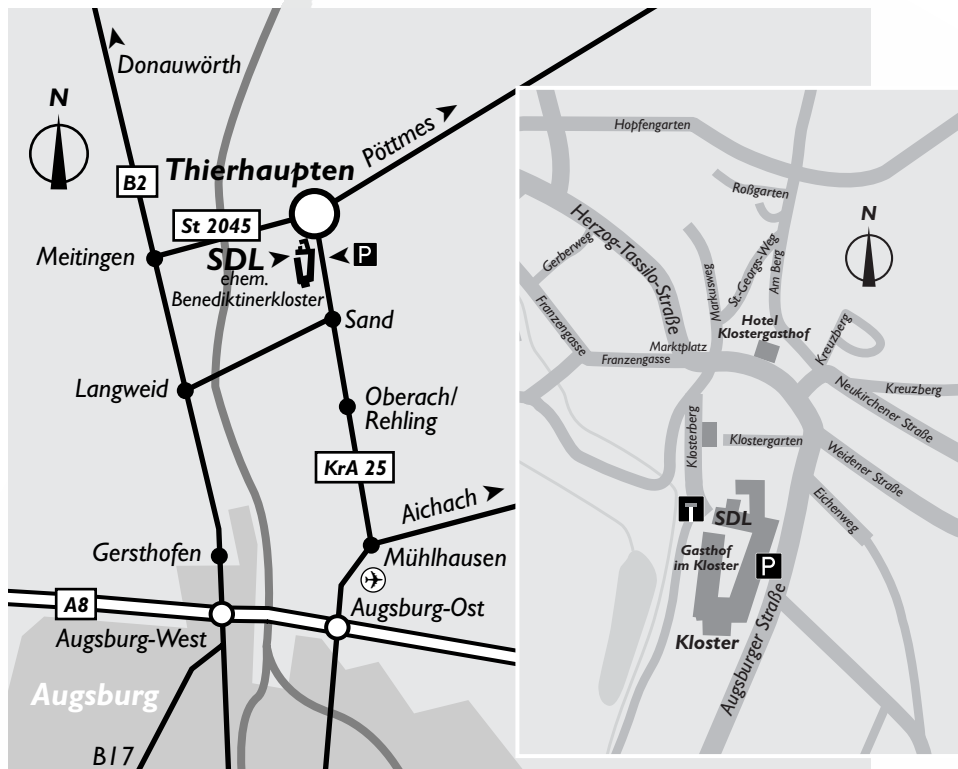 Donauwörth
N
B2
Thierhaupten
Pöttmes
St 2045
Meitingen
SDL
P
ehem.
Benediktinerkloster
Sand
Langweid
Oberach/
Rehling
KrA 25
Aichach
Gersthofen
Mühlhausen
A8
Augsburg-Ost
Augsburg-West
Augsburg
B17
Hopfengarten
Roßgarten
N
Herzog-Tassilo-Straße
Gerberweg
Markusweg
St.-Georgs-Weg
Am Berg
Franzengasse
Hotel
Klostergasthof
Kreuzberg
Marktplatz
Franzengasse
Kreuzberg
Neukirchener Straße
Klosterberg
Klostergarten
Weidener Straße
Eichenweg
SDL
Gasthof
im Kloster
P
Kloster
Augsburger Straße